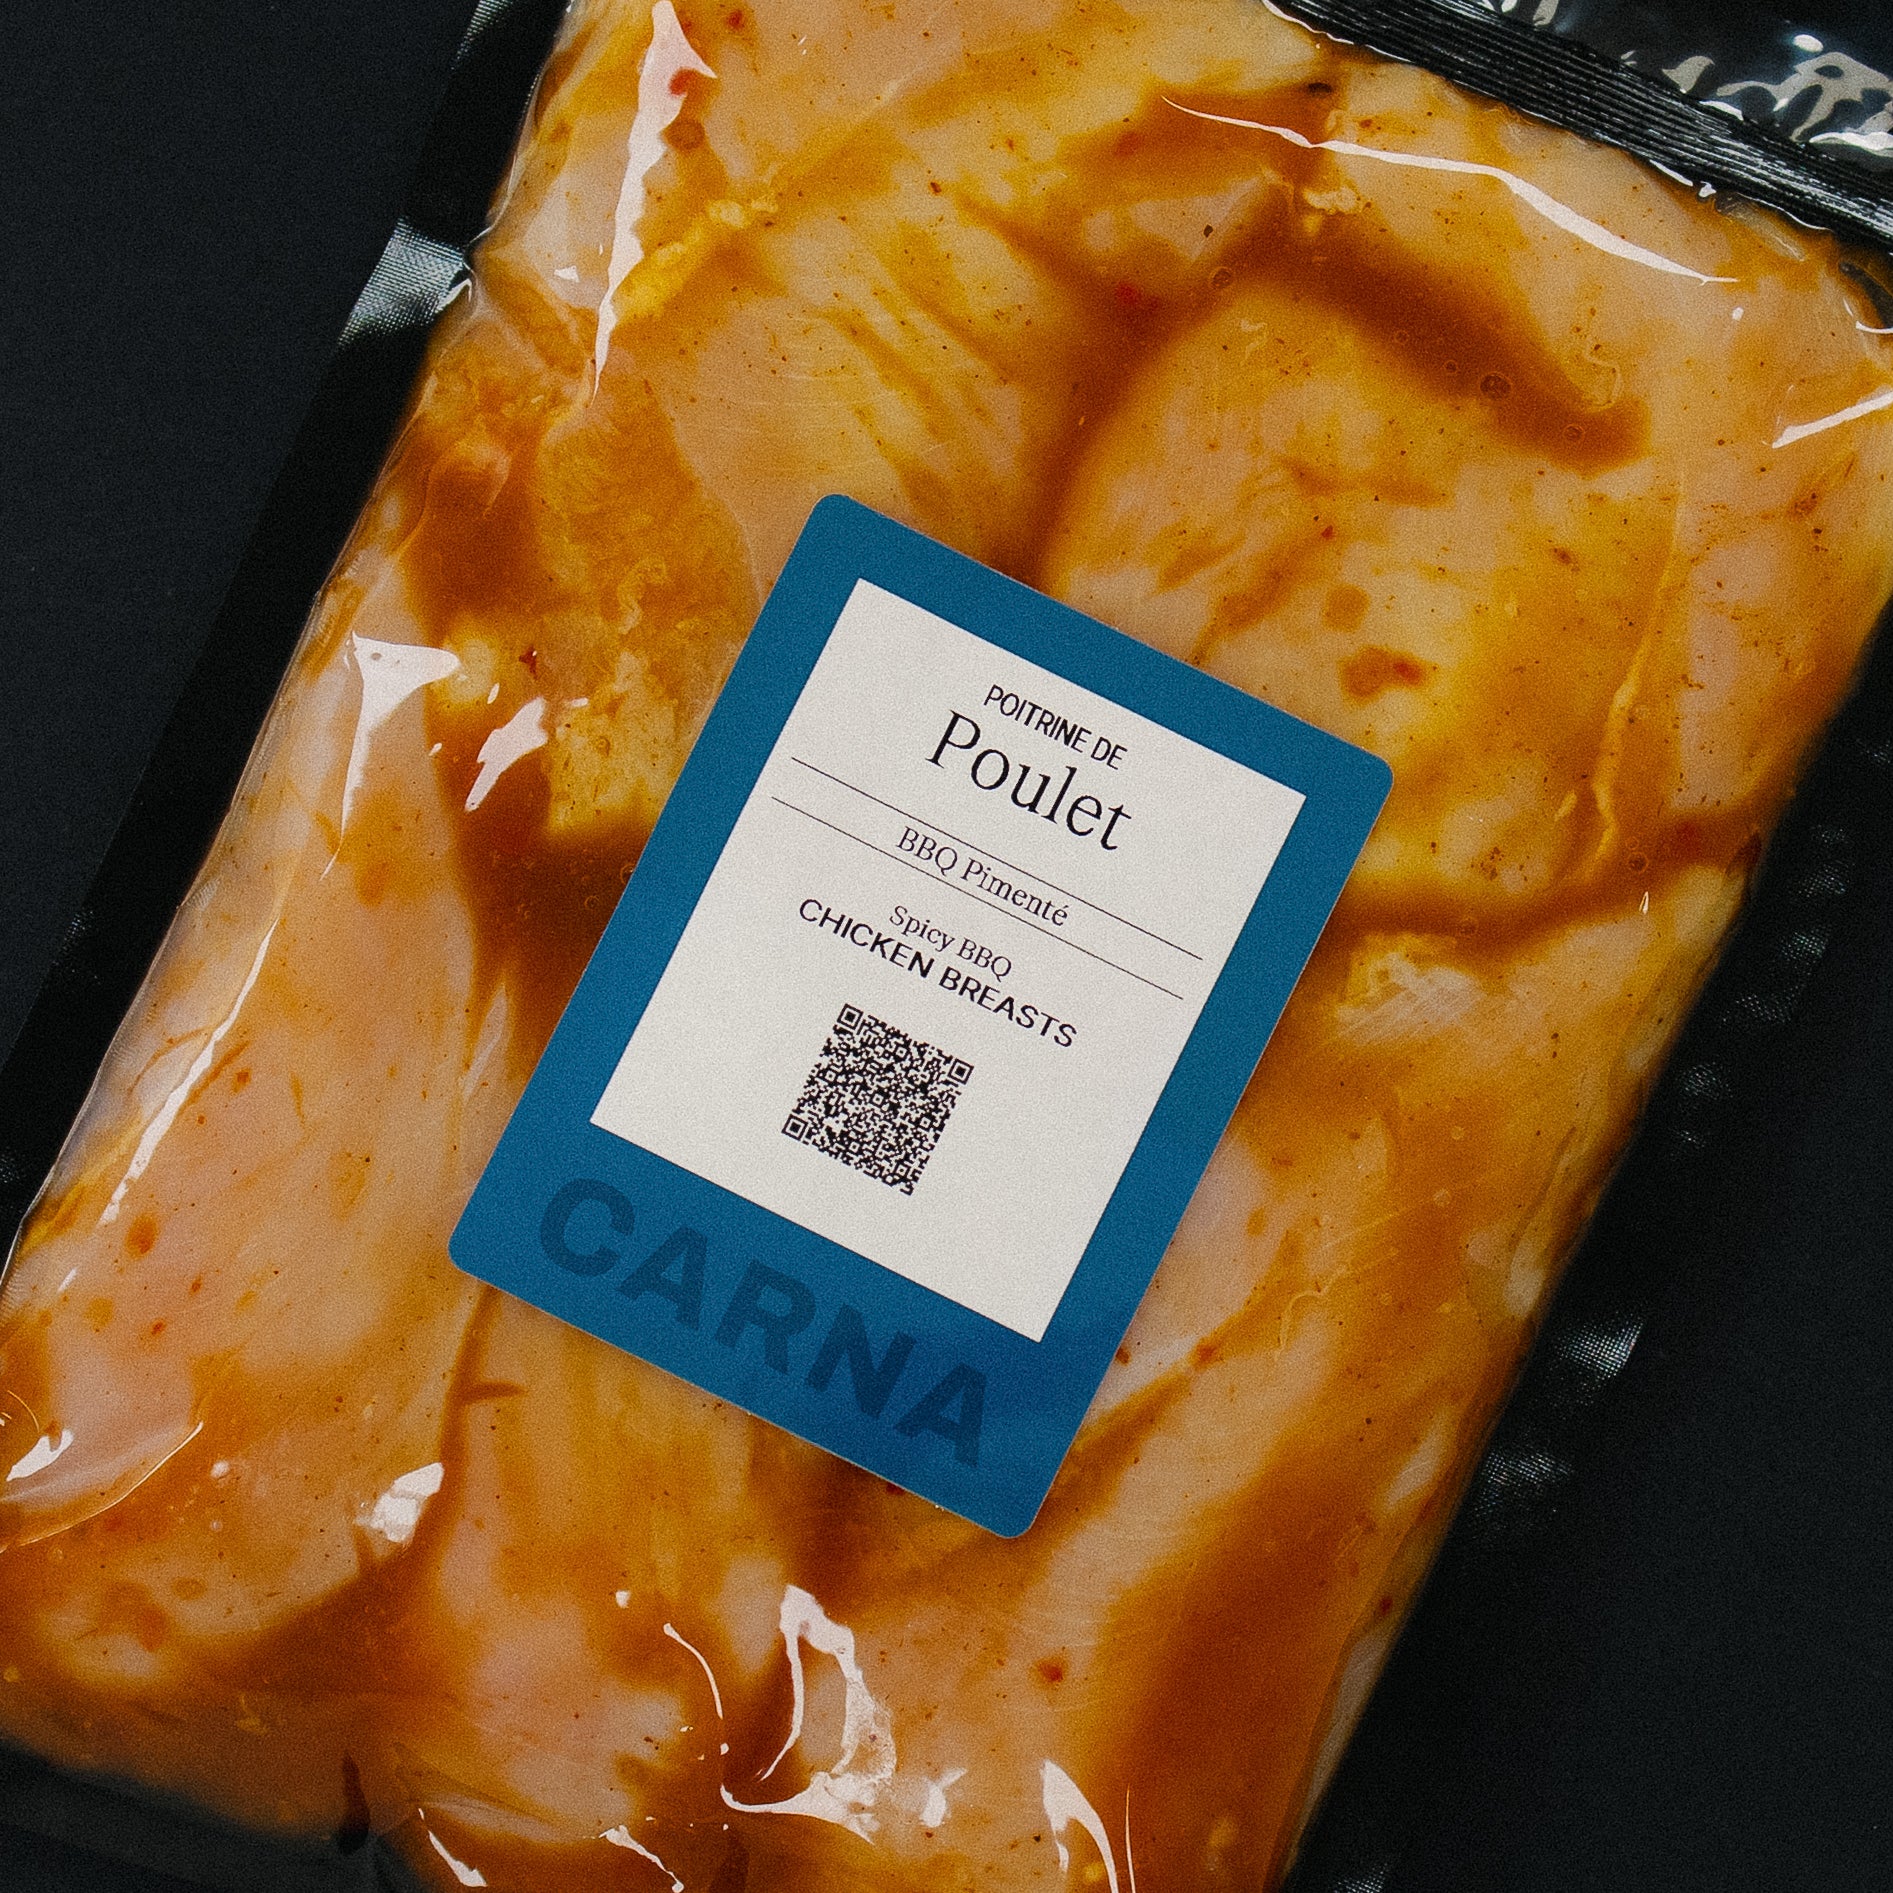 POITRINE DE
Poulet
BBQ Pimenté
Spicy BBQ
CHICKEN BREASTS
CARNA